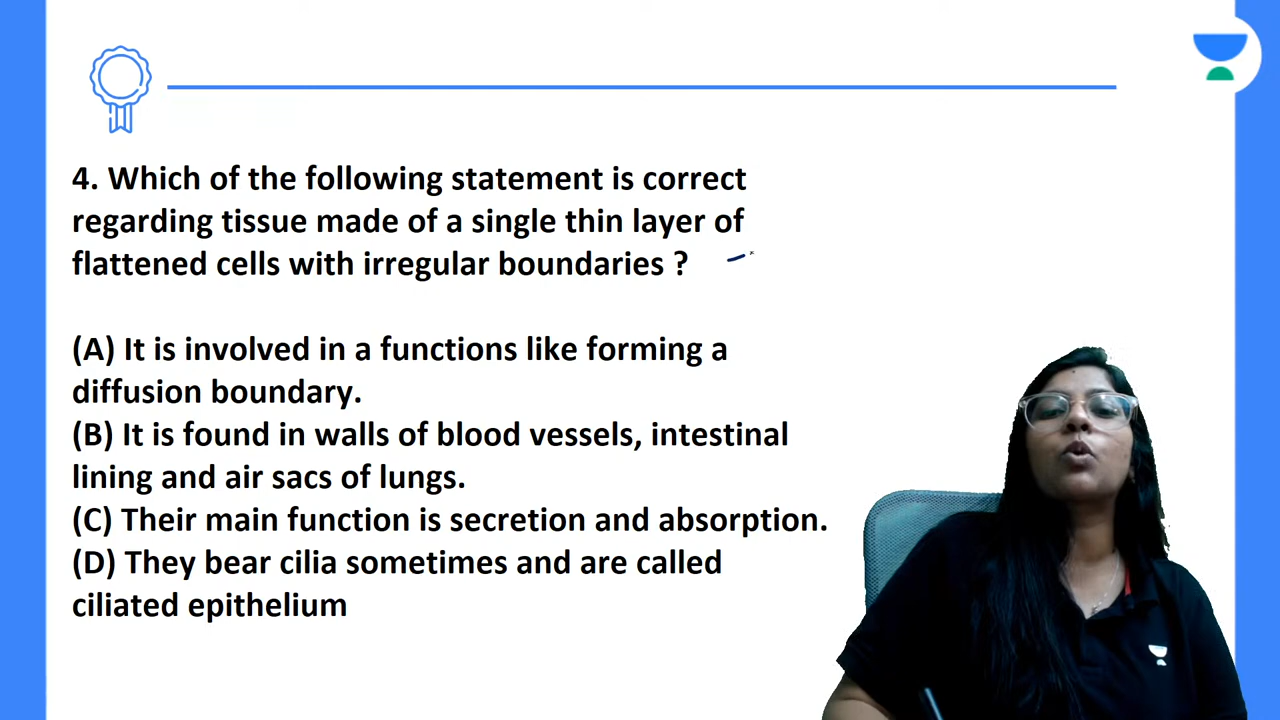 4. Which of the following statement is correct
regarding tissue made of a single thin layer of
flattened cells with irregular boundaries ?
(A) It is involved in a functions like forming a
diffusion boundary.
(B) It is found in walls of blood vessels, intestinal
lining and air sacs of lungs.
(C) Their main function is secretion and absorption.
(D) They bear cilia sometimes and are called
ciliated epithelium